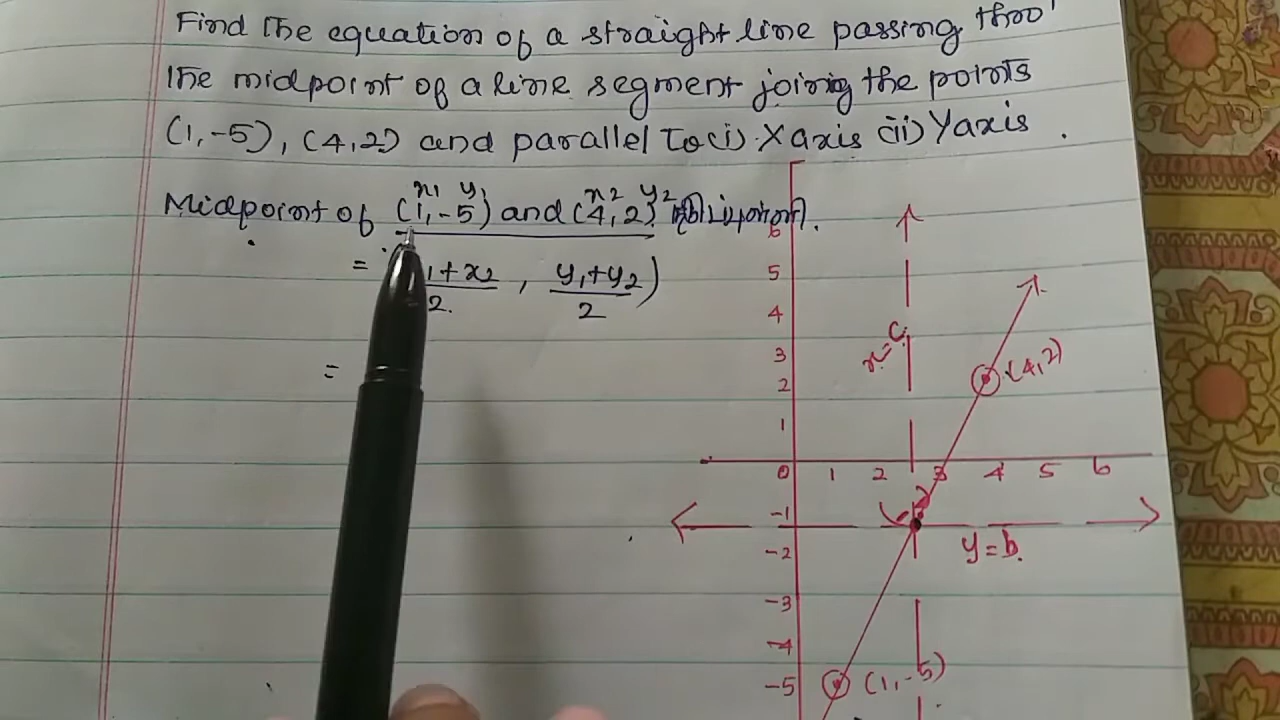 Find the equation of a straight line passing thro'
the midpoint of a line segment joining the points
(1,-5), (4,2) and parallel to (i) X axis (ii) Y axis .
x1 y1 x2 y2
Midpoint of (1,-5) and (4,2)
= 1+x2 , y1+y2)
2. 2
=
6
5
4
3
2
1
0 1 2 3 4 5 6
-1
-2
-3
-4
-5
x=c
(4,2)
y=b.
(1,-5)